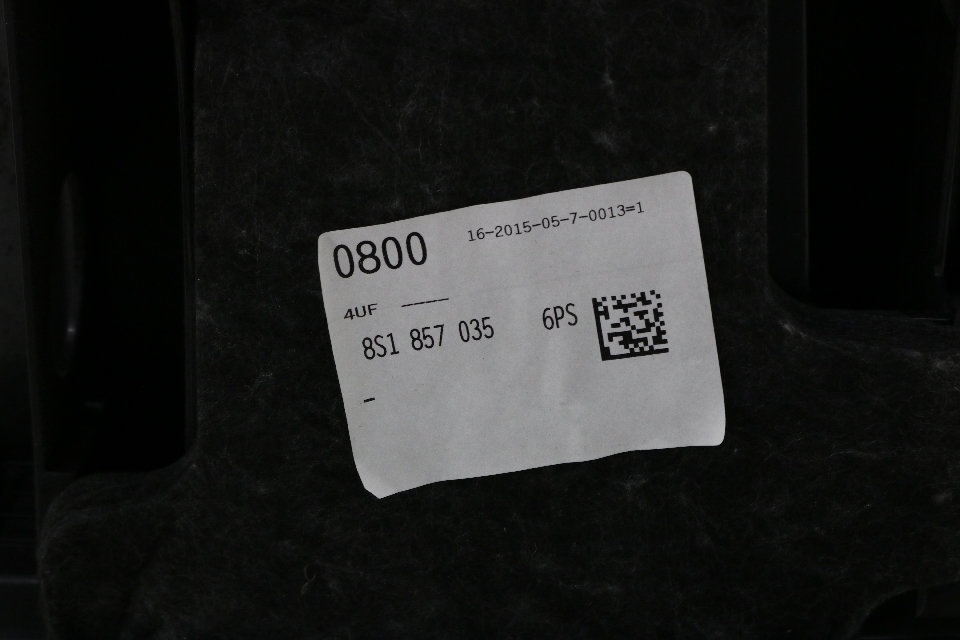 0800 16-2015-05-7-0013=1
4UF -----
8S1 857 035 6PS
-